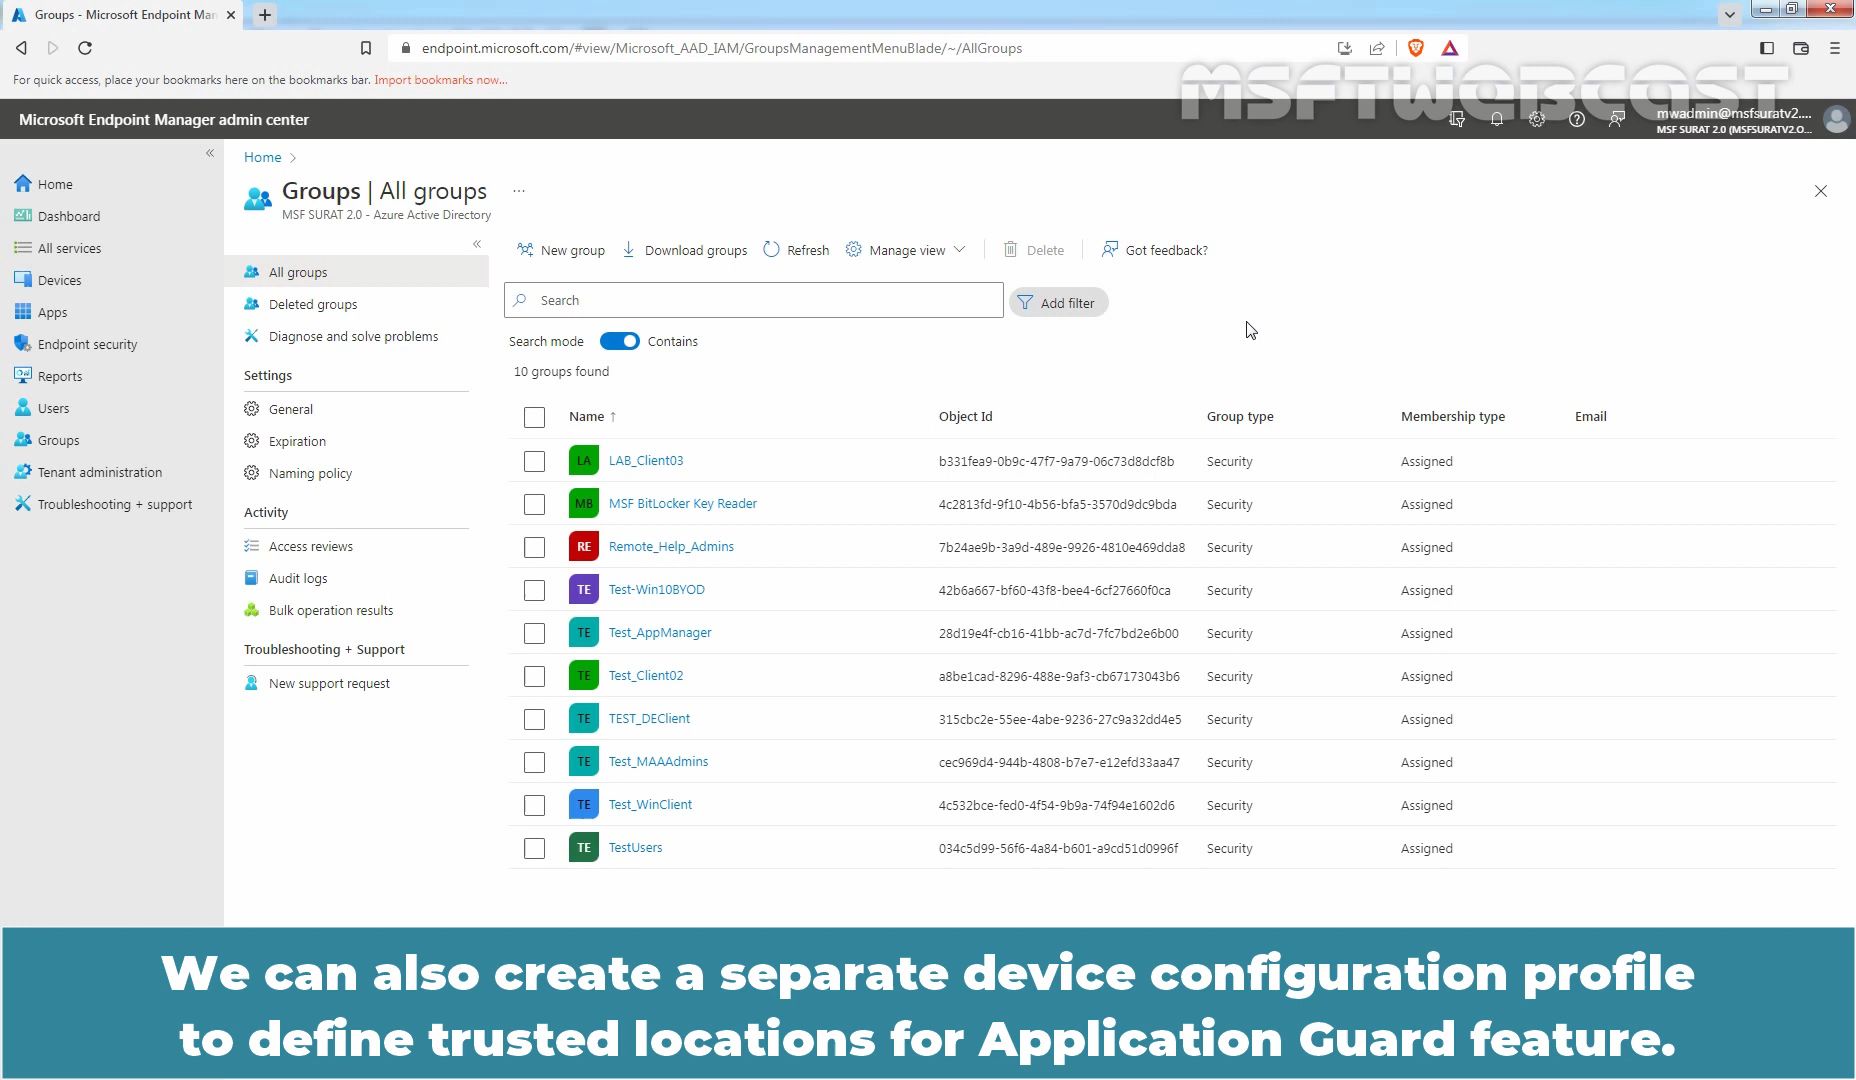 Groups - Microsoft Endpoint Man
For quick access, place your bookmarks here on the bookmarks bar. Import bookmarks now...
endpoint.microsoft.com/#view/Microsoft_AAD_IAM/GroupsManagementMenuBlade/~/AllGroups
MSFTWEBCAST
Microsoft Endpoint Manager admin center
mwadmin@msfsuratv2....
MSF SURAT 2.0 (MSFSURATV2.O...
Home
Dashboard
All services
Devices
Apps
Endpoint security
Reports
Users
Groups
Tenant administration
Troubleshooting + support
Home
Groups | All groups
MSF SURAT 2.0 - Azure Active Directory
All groups
Deleted groups
Diagnose and solve problems
Settings
General
Expiration
Naming policy
Activity
Access reviews
Audit logs
Bulk operation results
Troubleshooting + Support
New support request
New group Download groups Refresh Manage view Delete Got feedback?
Search
Add filter
Search mode Contains
10 groups found
Name ↑ Object Id Group type Membership type Email
LA LAB_Client03 b331fea9-0b9c-47f7-9a79-06c73d8dcf8b Security Assigned
MB MSF BitLocker Key Reader 4c2813fd-9f10-4b56-bfa5-3570d9dc9bda Security Assigned
RE Remote_Help_Admins 7b24ae9b-3a9d-489e-9926-4810e469dda8 Security Assigned
TE Test-Win10BYOD 42b6a667-bf60-43f8-bee4-6cf27660f0ca Security Assigned
TE Test_AppManager 28d19e4f-cb16-41bb-ac7d-7fc7bd2e6b00 Security Assigned
TE Test_Client02 a8be1cad-8296-488e-9af3-cb67173043b6 Security Assigned
TE TEST_DEClient 315cbc2e-55ee-4abe-9236-27c9a32dd4e5 Security Assigned
TE Test_MAAAdmins cec969d4-944b-4808-b7e7-e12efd33aa47 Security Assigned
TE Test_WinClient 4c532bce-fed0-4f54-9b9a-74f94e1602d6 Security Assigned
TE TestUsers 034c5d99-56f6-4a84-b601-a9cd51d0996f Security Assigned
We can also create a separate device configuration profile
to define trusted locations for Application Guard feature.